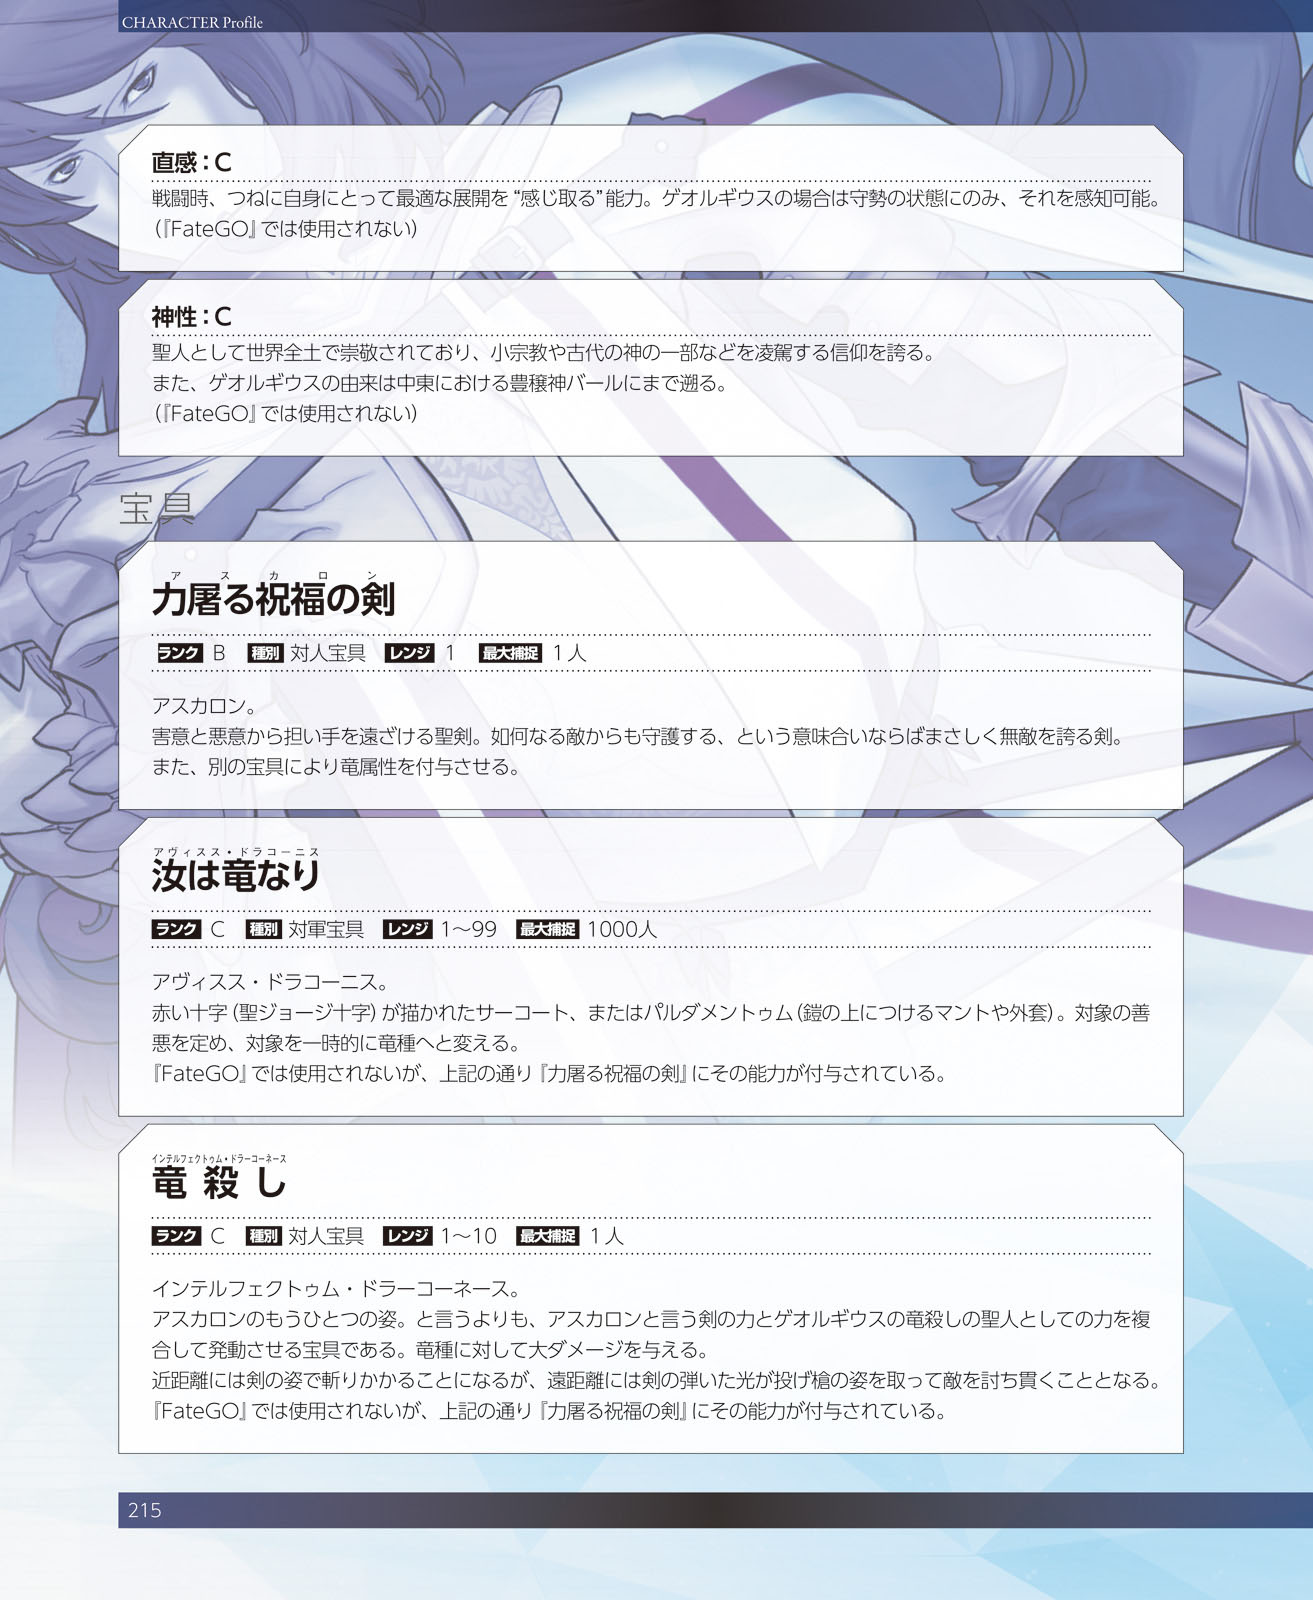 CHARACTER Profile
直感：C
戦闘時、つねに自身にとって最適な展開を“感じ取る”能力。ゲオルギウスの場合は守勢の状態にのみ、それを感知可能。
（『FateGO』では使用されない）
神性：C
聖人として世界全土で崇敬されており、小宗教や古代の神の一部などを凌駕する信仰を誇る。
また、ゲオルギウスの由来は中東における豊穣神バールにまで遡る。
（『FateGO』では使用されない）
宝具
アスカロン
力屠る祝福の剣
ランク B 種別 対人宝具 レンジ 1 最大捕捉 1人
アスカロン。
害意と悪意から担い手を遠ざける聖剣。如何なる敵からも守護する、という意味合いならばまさしく無敵を誇る剣。
また、別の宝具により竜属性を付与させる。
アヴィスス・ドラコーニス
汝は竜なり
ランク C 種別 対軍宝具 レンジ 1〜99 最大捕捉 1000人
アヴィスス・ドラコーニス。
赤い十字（聖ジョージ十字）が描かれたサーコート、またはパルダメントゥム（鎧の上につけるマントや外套）。対象の善
悪を定め、対象を一時的に竜種へと変える。
『FateGO』では使用されないが、上記の通り『力屠る祝福の剣』にその能力が付与されている。
インテルフェクトゥム・ドラーコーネース
竜殺し
ランク C 種別 対人宝具 レンジ 1〜10 最大捕捉 1人
インテルフェクトゥム・ドラーコーネース。
アスカロンのもうひとつの姿。と言うよりも、アスカロンと言う剣の力とゲオルギウスの竜殺しの聖人としての力を複
合して発動させる宝具である。竜種に対して大ダメージを与える。
近距離には剣の姿で斬りかかることになるが、遠距離には剣の弾いた光が投げ槍の姿を取って敵を討ち貫くこととなる。
『FateGO』では使用されないが、上記の通り『力屠る祝福の剣』にその能力が付与されている。
215